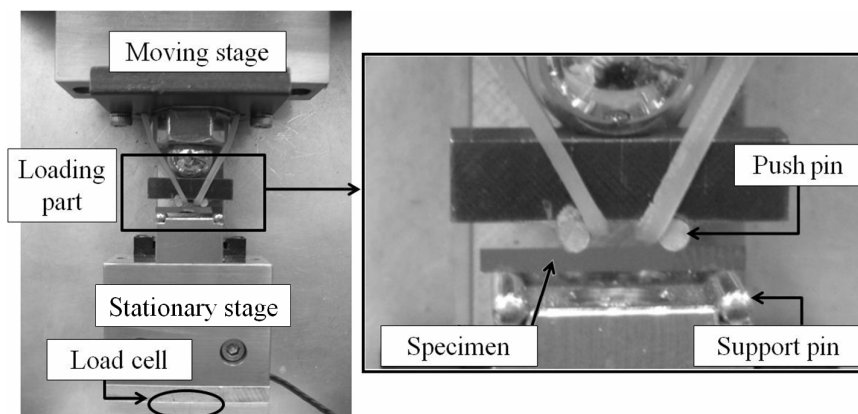 Moving stage
Loading
part
Push pin
Stationary stage
Specimen
Support pin
Load cell